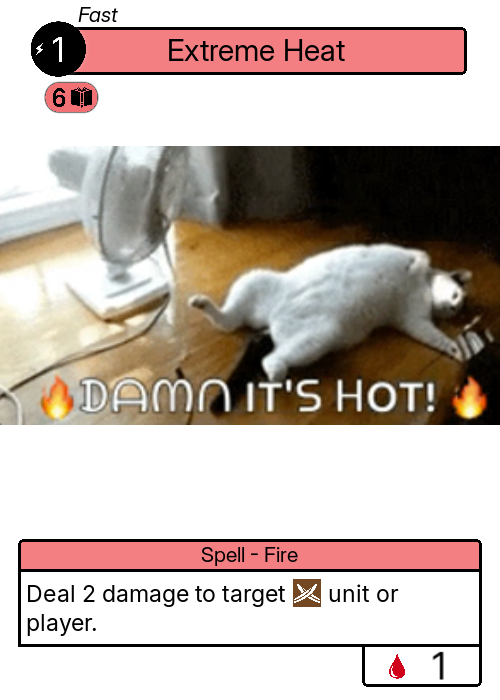 Fast
1
Extreme Heat
6
🔥DAMN IT'S HOT! 🔥
Spell - Fire
Deal 2 damage to target unit or
player.
1